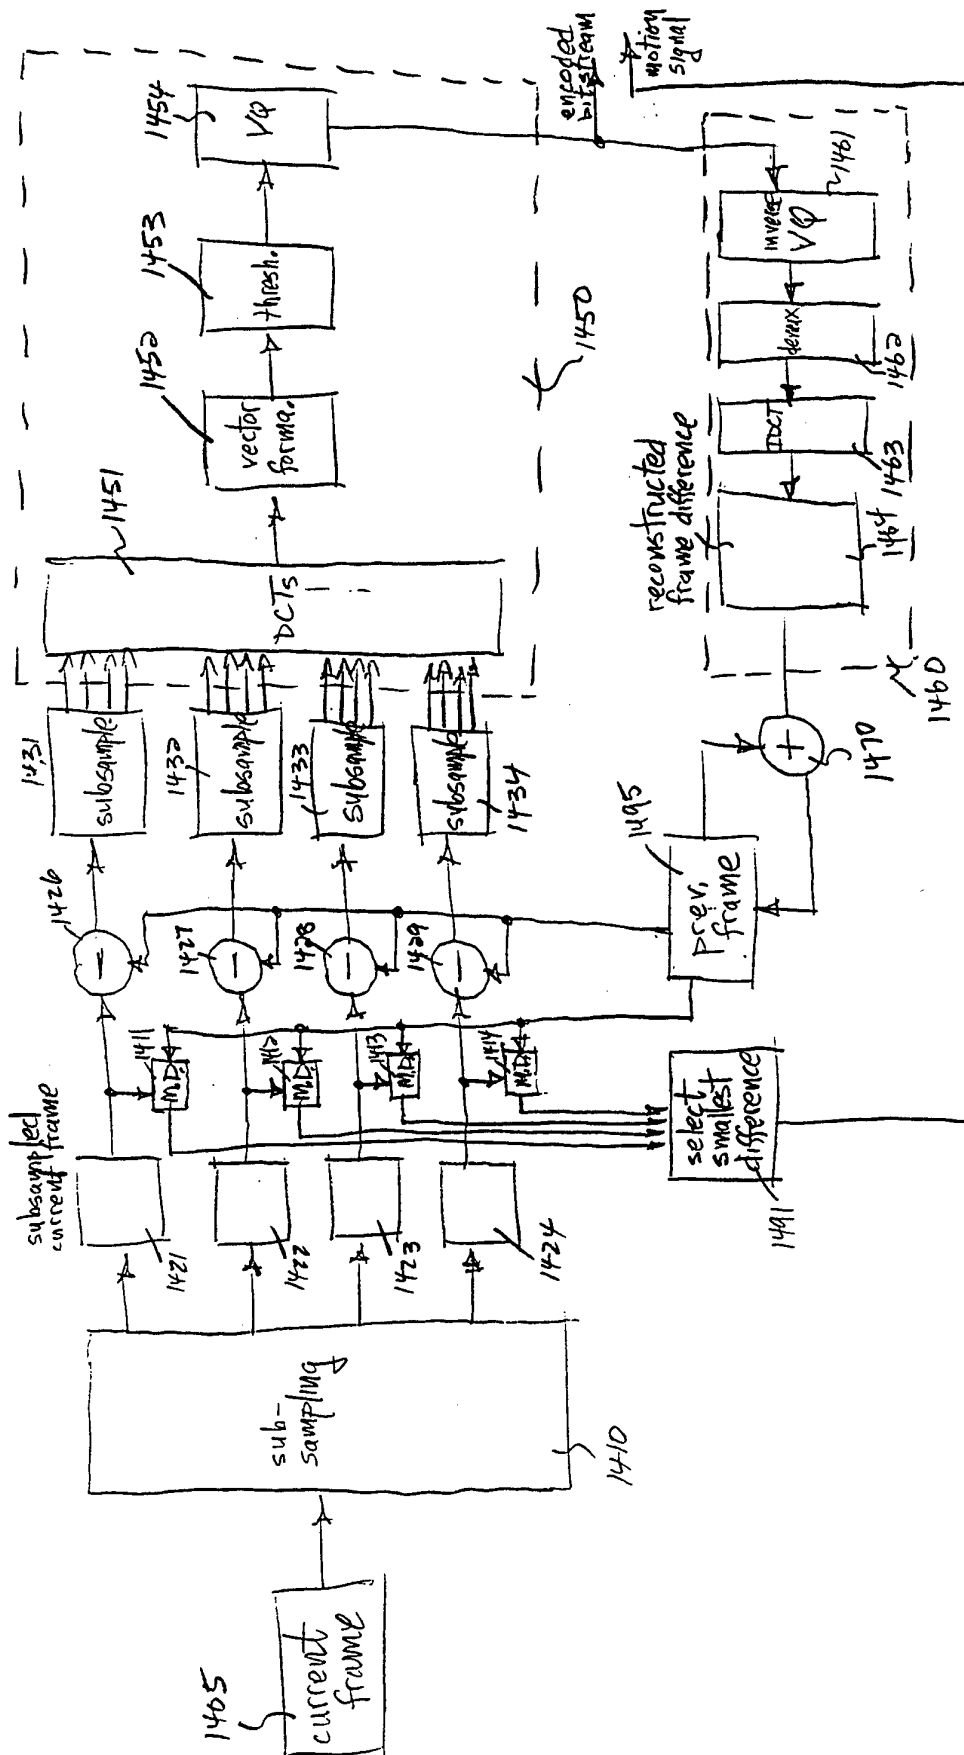 1405
current
frame
sub-
sampling
1410
subsampled
current frame
1421
1422
1423
1424
M.D.
1411
M.D.
1412
M.D.
1413
M.D.
1414
1426
1427
1428
1429
1431
subsample
1432
subsample
1433
subsample
1434
subsample
1451
DCTs
1452
vector
forma.
1453
thresh.
1454
VQ
1450
encoded
bitstream
motion
signal
inverse
VQ
1461
demux
1462
IDCT
1463
reconstructed
frame difference
1464
1460
+
1470
1495
prev.
frame
select
smallest
difference
1491